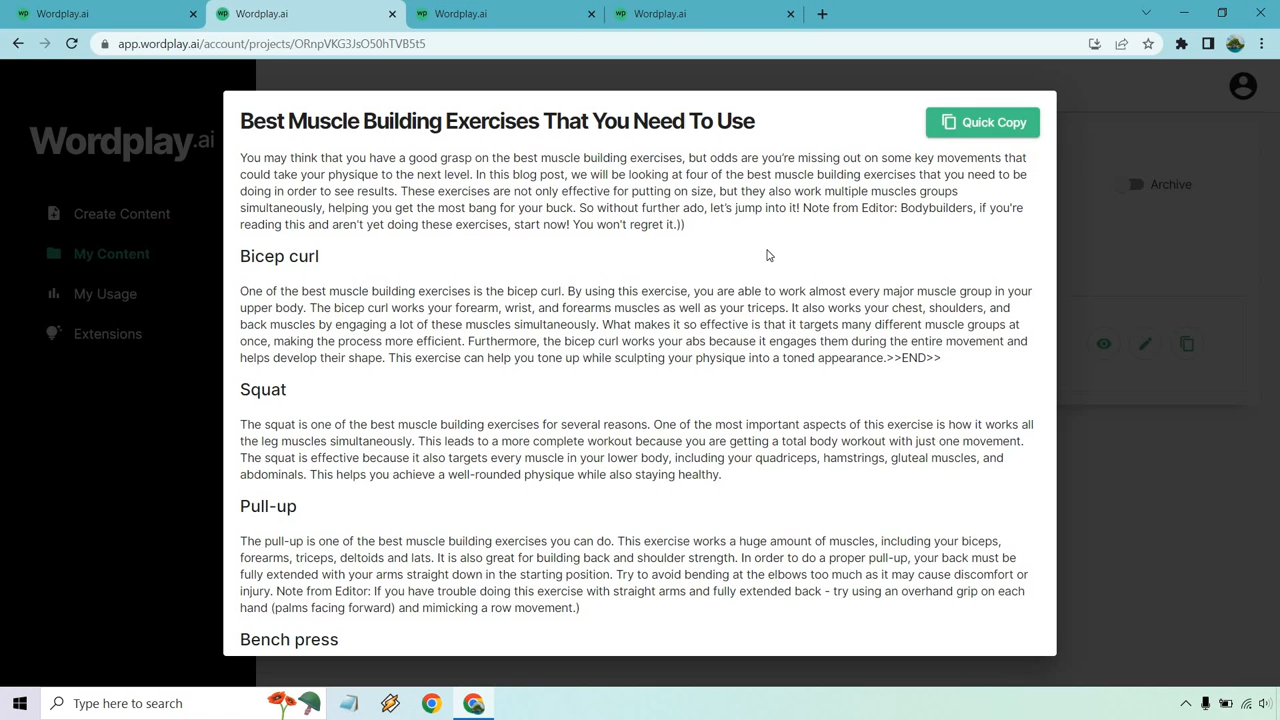 Wordplay.ai
Wordplay.ai
Wordplay.ai
Wordplay.ai
app.wordplay.ai/account/projects/ORnpVKG3JsO50hTVB5t5
Wordplay.ai
Create Content
My Content
My Usage
Extensions
Archive
Best Muscle Building Exercises That You Need To Use
Quick Copy
You may think that you have a good grasp on the best muscle building exercises, but odds are you're missing out on some key movements that
could take your physique to the next level. In this blog post, we will be looking at four of the best muscle building exercises that you need to be
doing in order to see results. These exercises are not only effective for putting on size, but they also work multiple muscles groups
simultaneously, helping you get the most bang for your buck. So without further ado, let's jump into it! Note from Editor: Bodybuilders, if you're
reading this and aren't yet doing these exercises, start now! You won't regret it.))
Bicep curl
One of the best muscle building exercises is the bicep curl. By using this exercise, you are able to work amost every major muscle group in your
upper body. The bicep curl works your forearm, wrist, and forearms muscles as well as your triceps. It also works your chest, shoulders, and
back muscles by engaging a lot of these muscles simultaneously. What makes it so effective is that it targets many different muscle groups at
once, making the process more efficient. Furthermore, the bicep curl works your abs because it engages them during the entire movement and
helps develop their shape. This exercise can help you tone up while sculpting your physique into a toned appearance.>>END>>
Squat
The squat is one of the best muscle building exercises for several reasons. One of the most important aspects of this exercise is how it works all
the leg muscles simultaneously. This leads to a more complete workout because you are getting a total body workout with just one movement.
The squat is effective because it also targets every muscle in your lower body, including your quadriceps, hamstrings, gluteal muscles, and
abdominals. This helps you achieve a well-rounded physique while also staying healthy.
Pull-up
The pull-up is one of the best muscle building exercises you can do. This exercise works a huge amount of muscles, including your biceps,
forearms, triceps, deltoids and lats. It is also great for building back and shoulder strength. In order to do a proper pull-up, your back must be
fully extended with your arms straight down in the starting position. Try to avoid bending at the elbows too much as it may cause discomfort or
injury. Note from Editor: If you have trouble doing this exercise with straight arms and fully extended back - try using an overhand grip on each
hand (palms facing forward) and mimicking a row movement.)
Bench press
Type here to search